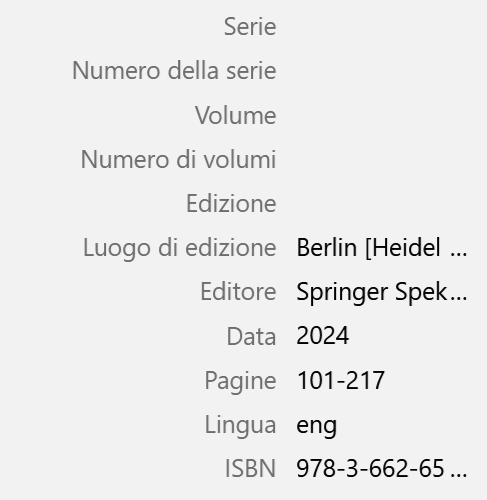 Serie
Numero della serie
Volume
Numero di volumi
Edizione
Luogo di edizione Berlin [Heidel ...
Editore Springer Spek...
Data 2024
Pagine 101-217
Lingua eng
ISBN 978-3-662-65 ...